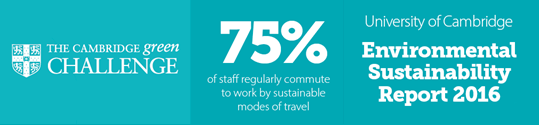 THE CAMBRIDGE green
CHALLENGE
75%
of staff regularly commute
to work by sustainable
modes of travel
University of Cambridge
Environmental
Sustainability
Report 2016